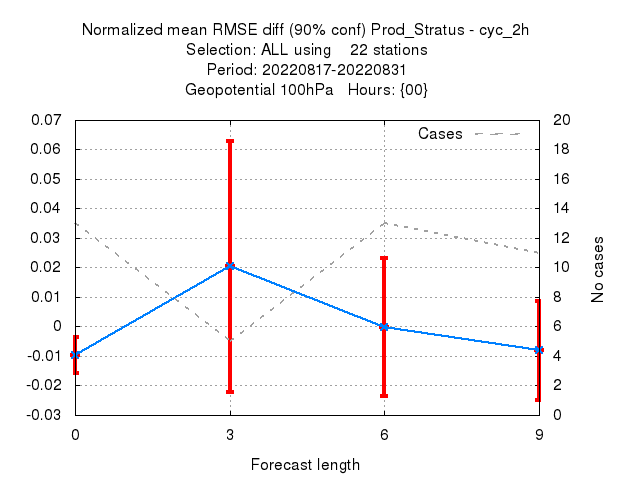 Normalized mean RMSE diff (90% conf) Prod_Stratus - cyc_2h
Selection: ALL using    22 stations
Period: 20220817-20220831
Geopotential 100hPa   Hours: {00}
Cases
0.07
0.06
0.05
0.04
0.03
0.02
0.01
0
-0.01
-0.02
-0.03
20
18
16
14
12
10
8
6
4
2
0
No cases
0 3 6 9
Forecast length